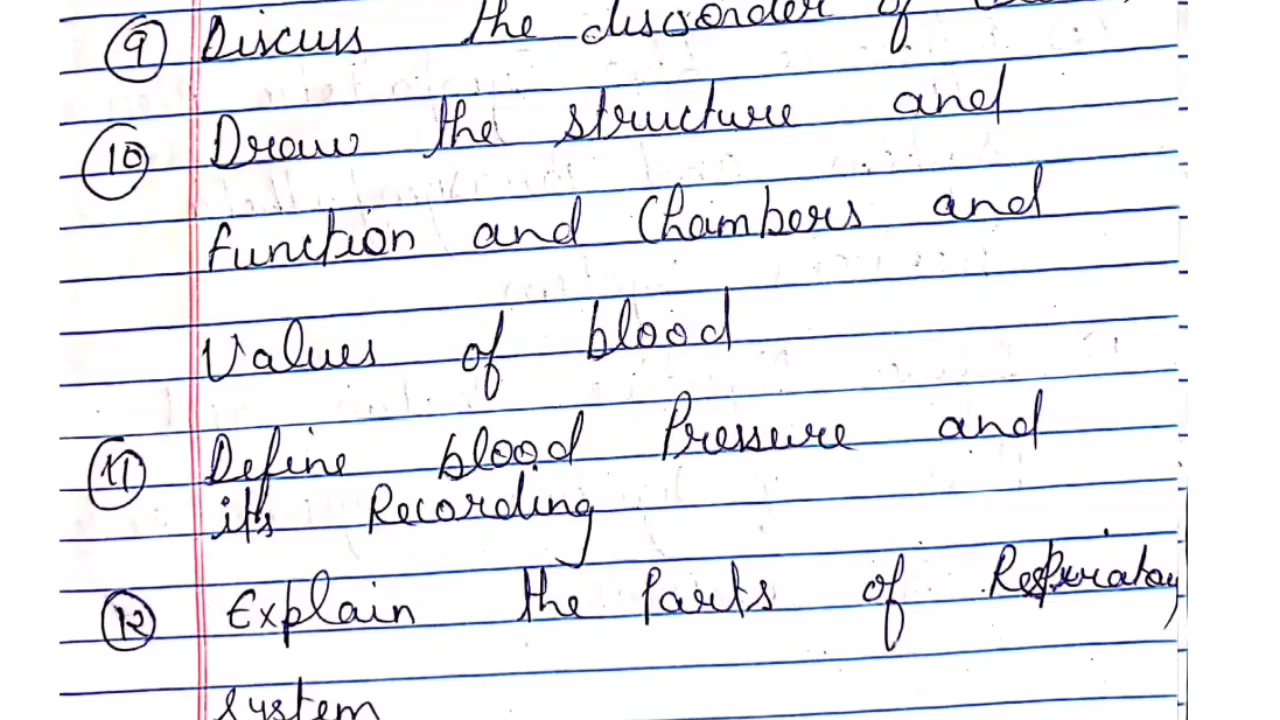 9 Discuss the disorder of
10 Draw the structure and
function and Chambers and
Values of blood
11 Define blood Pressure and
its Recording
12 Explain the Parts of Respiratory
system